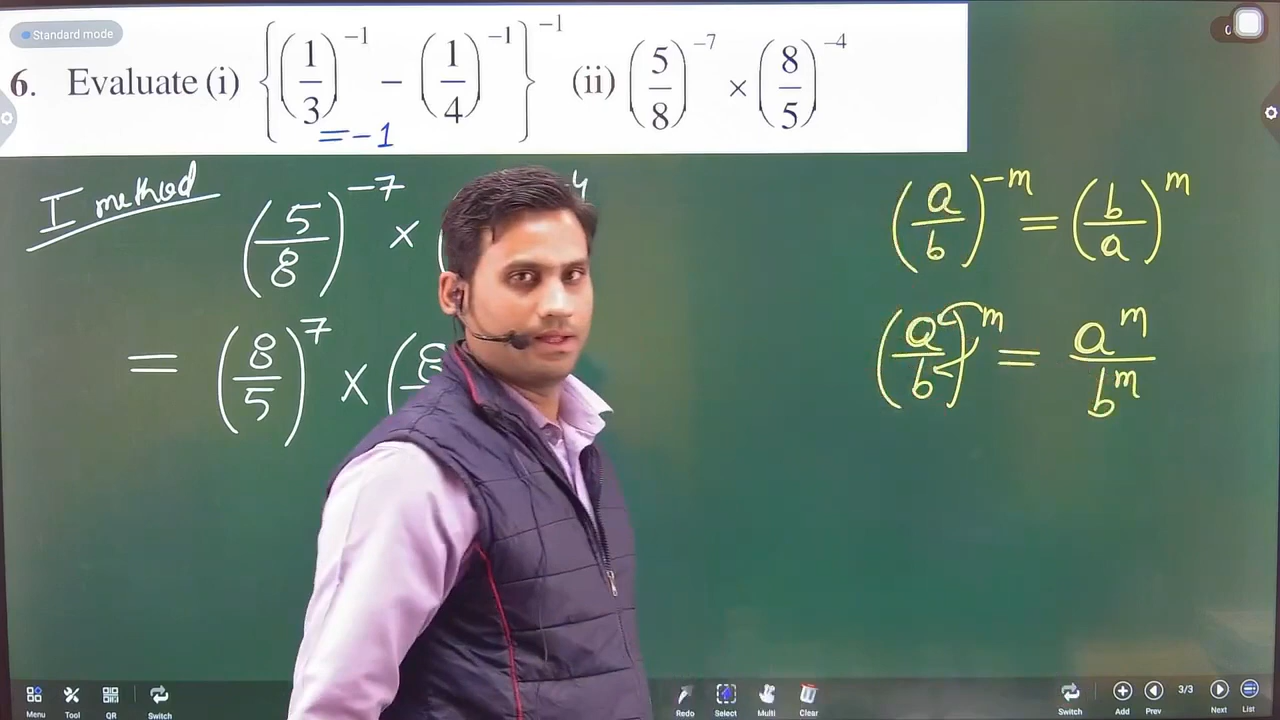 Standard mode
6. Evaluate (i) {(1/3)^-1 − (1/4)^-1}^-1 (ii) (5/8)^-7 × (8/5)^-4
=-1
I method
(5/8)^-7 × ( 4
= (8/5)^7 × (8
(a/b)^-m = (b/a)^m
(a/b)^m = a^m/b^m
Menu Tool QR Switch Redo Select Multi Clear Switch Add Prev 3/3 Next List